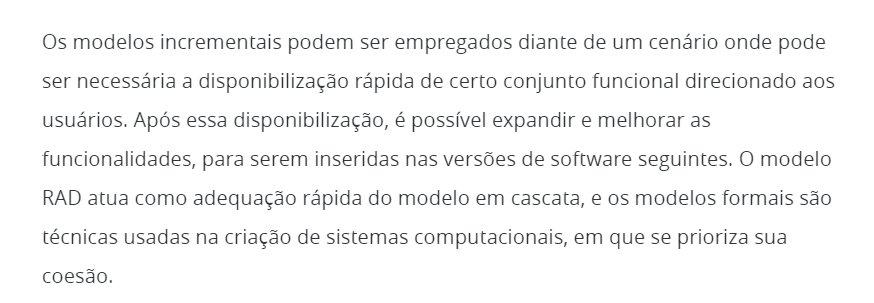 Os modelos incrementais podem ser empregados diante de um cenário onde pode
ser necessária a disponibilização rápida de certo conjunto funcional direcionado aos
usuários. Após essa disponibilização, é possível expandir e melhorar as
funcionalidades, para serem inseridas nas versões de software seguintes. O modelo
RAD atua como adequação rápida do modelo em cascata, e os modelos formais são
técnicas usadas na criação de sistemas computacionais, em que se prioriza sua
coesão.